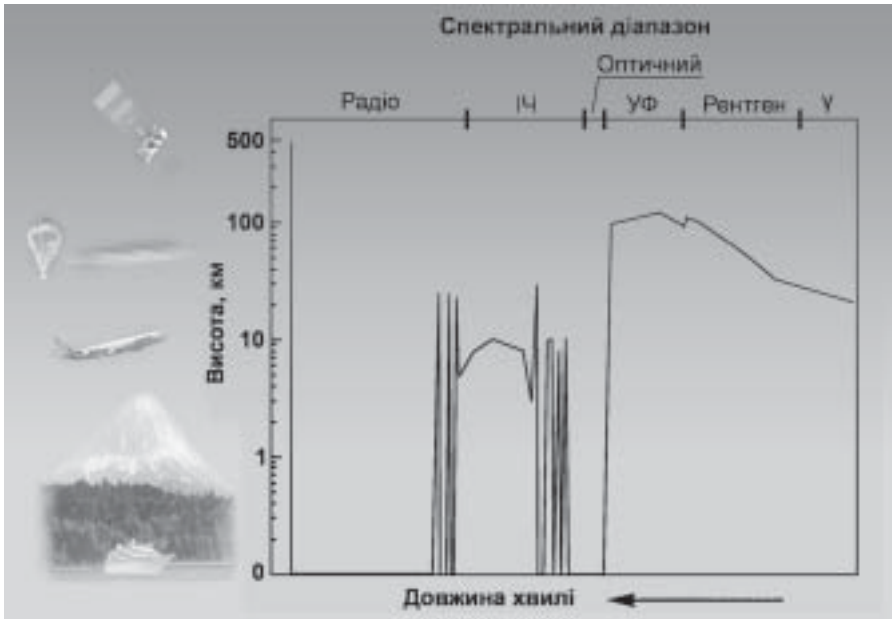 Спектральний діапазон
Оптичний
Радіо ІЧ УФ Рентген γ
500
100
10
1
0
Висота, км
Довжина хвилі